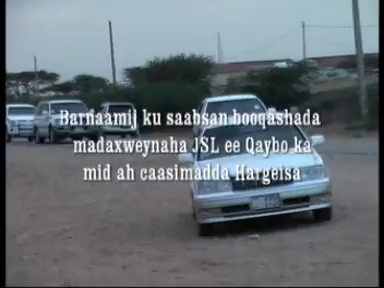 Barnaamij ku saabsan booqashada
madaxweynaha JSL ee Qaybo ka
mid ah caasimadda Hargeisa